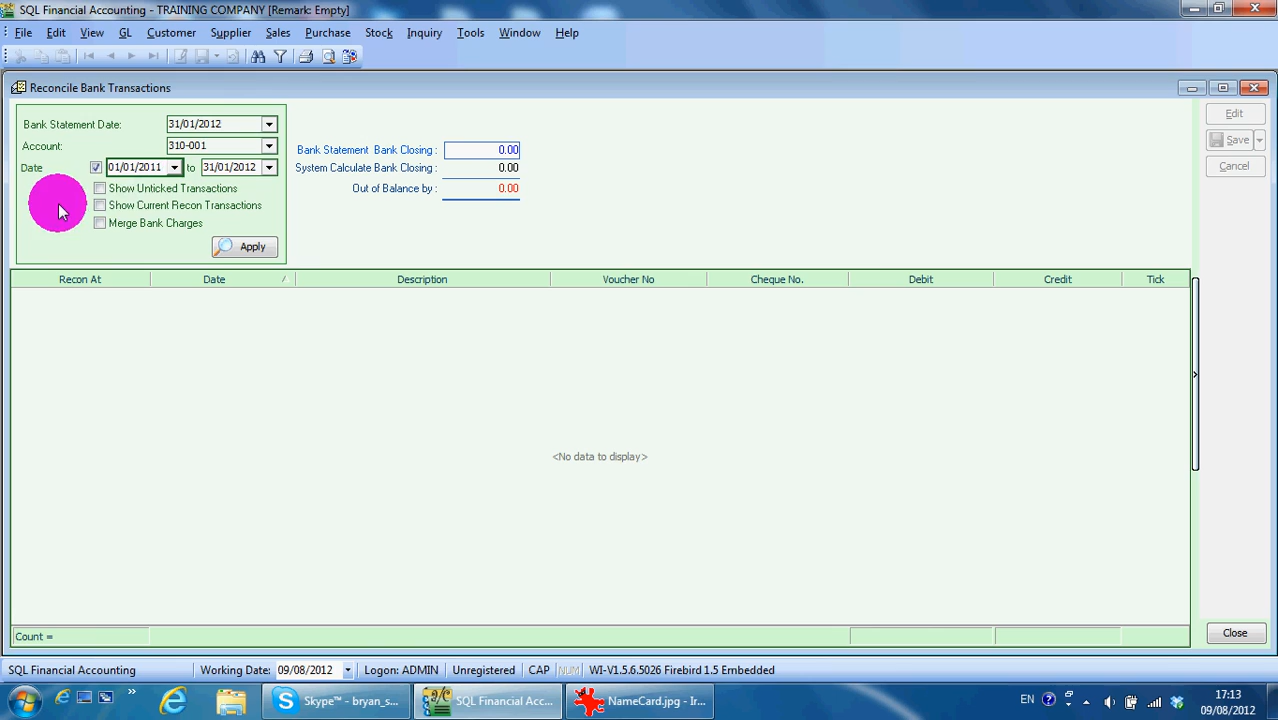 SQL Financial Accounting - TRAINING COMPANY [Remark: Empty]
File Edit View GL Customer Supplier Sales Purchase Stock Inquiry Tools Window Help
Reconcile Bank Transactions
Bank Statement Date: 31/01/2012
Account: 310-001
Date 01/01/2011 to 31/01/2012
Show Unticked Transactions
Show Current Recon Transactions
Merge Bank Charges
Apply
Bank Statement Bank Closing : 0.00
System Calculate Bank Closing : 0.00
Out of Balance by : 0.00
Edit
Save
Cancel
Recon At Date Description Voucher No Cheque No. Debit Credit Tick
<No data to display>
Count =
Close
SQL Financial Accounting Working Date: 09/08/2012 Logon: ADMIN Unregistered CAP NUM WI-V1.5.6.5026 Firebird 1.5 Embedded
Skype™ - bryan_s... SQL Financial Acc... NameCard.jpg - Ir... EN 17:13
09/08/2012